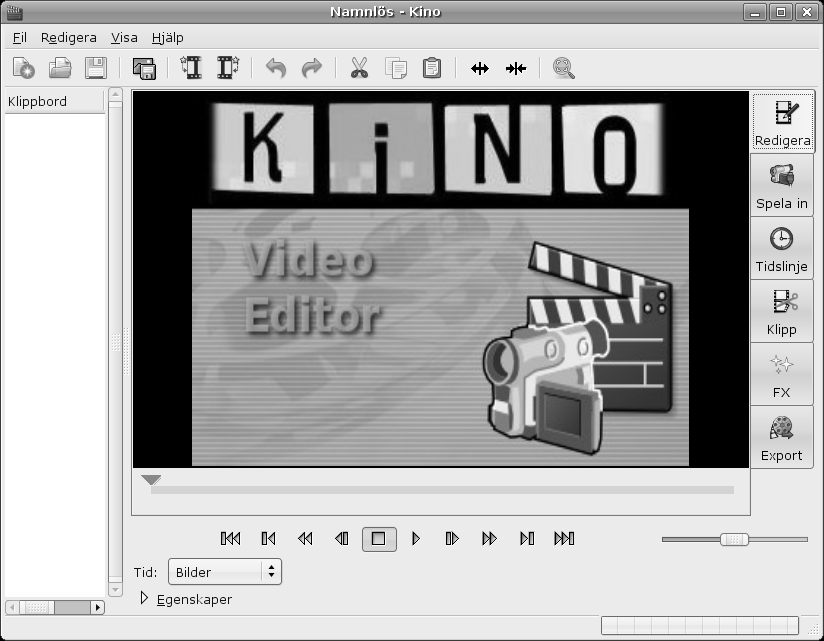 Namnlös - Kino
Fil Redigera Visa Hjälp
Klippbord
KiNO
Video
Editor
Redigera
Spela in
Tidslinje
Klipp
FX
Export
Tid: Bilder
Egenskaper